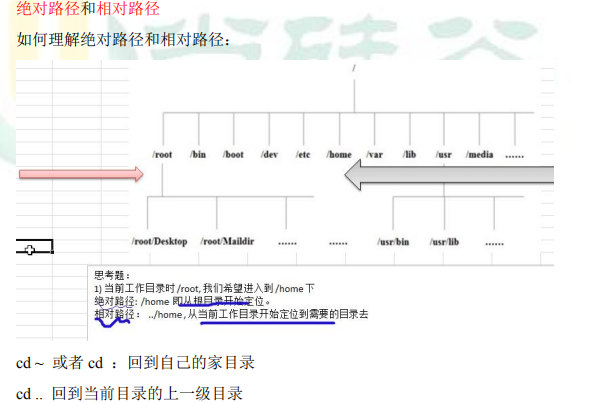 绝对路径和相对路径
如何理解绝对路径和相对路径：
/
/root /bin /boot /dev /etc /home /var /lib /usr /media ......
/root/Desktop /root/Maildir ...... ...... /usr/bin /usr/lib ......
思考题：
1) 当前工作目录时 /root, 我们希望进入到 /home 下
绝对路径: /home 即从根目录开始定位。
相对路径： ../home , 从当前工作目录开始定位到需要的目录去
cd ~ 或者 cd ：回到自己的家目录
cd .. 回到当前目录的上一级目录